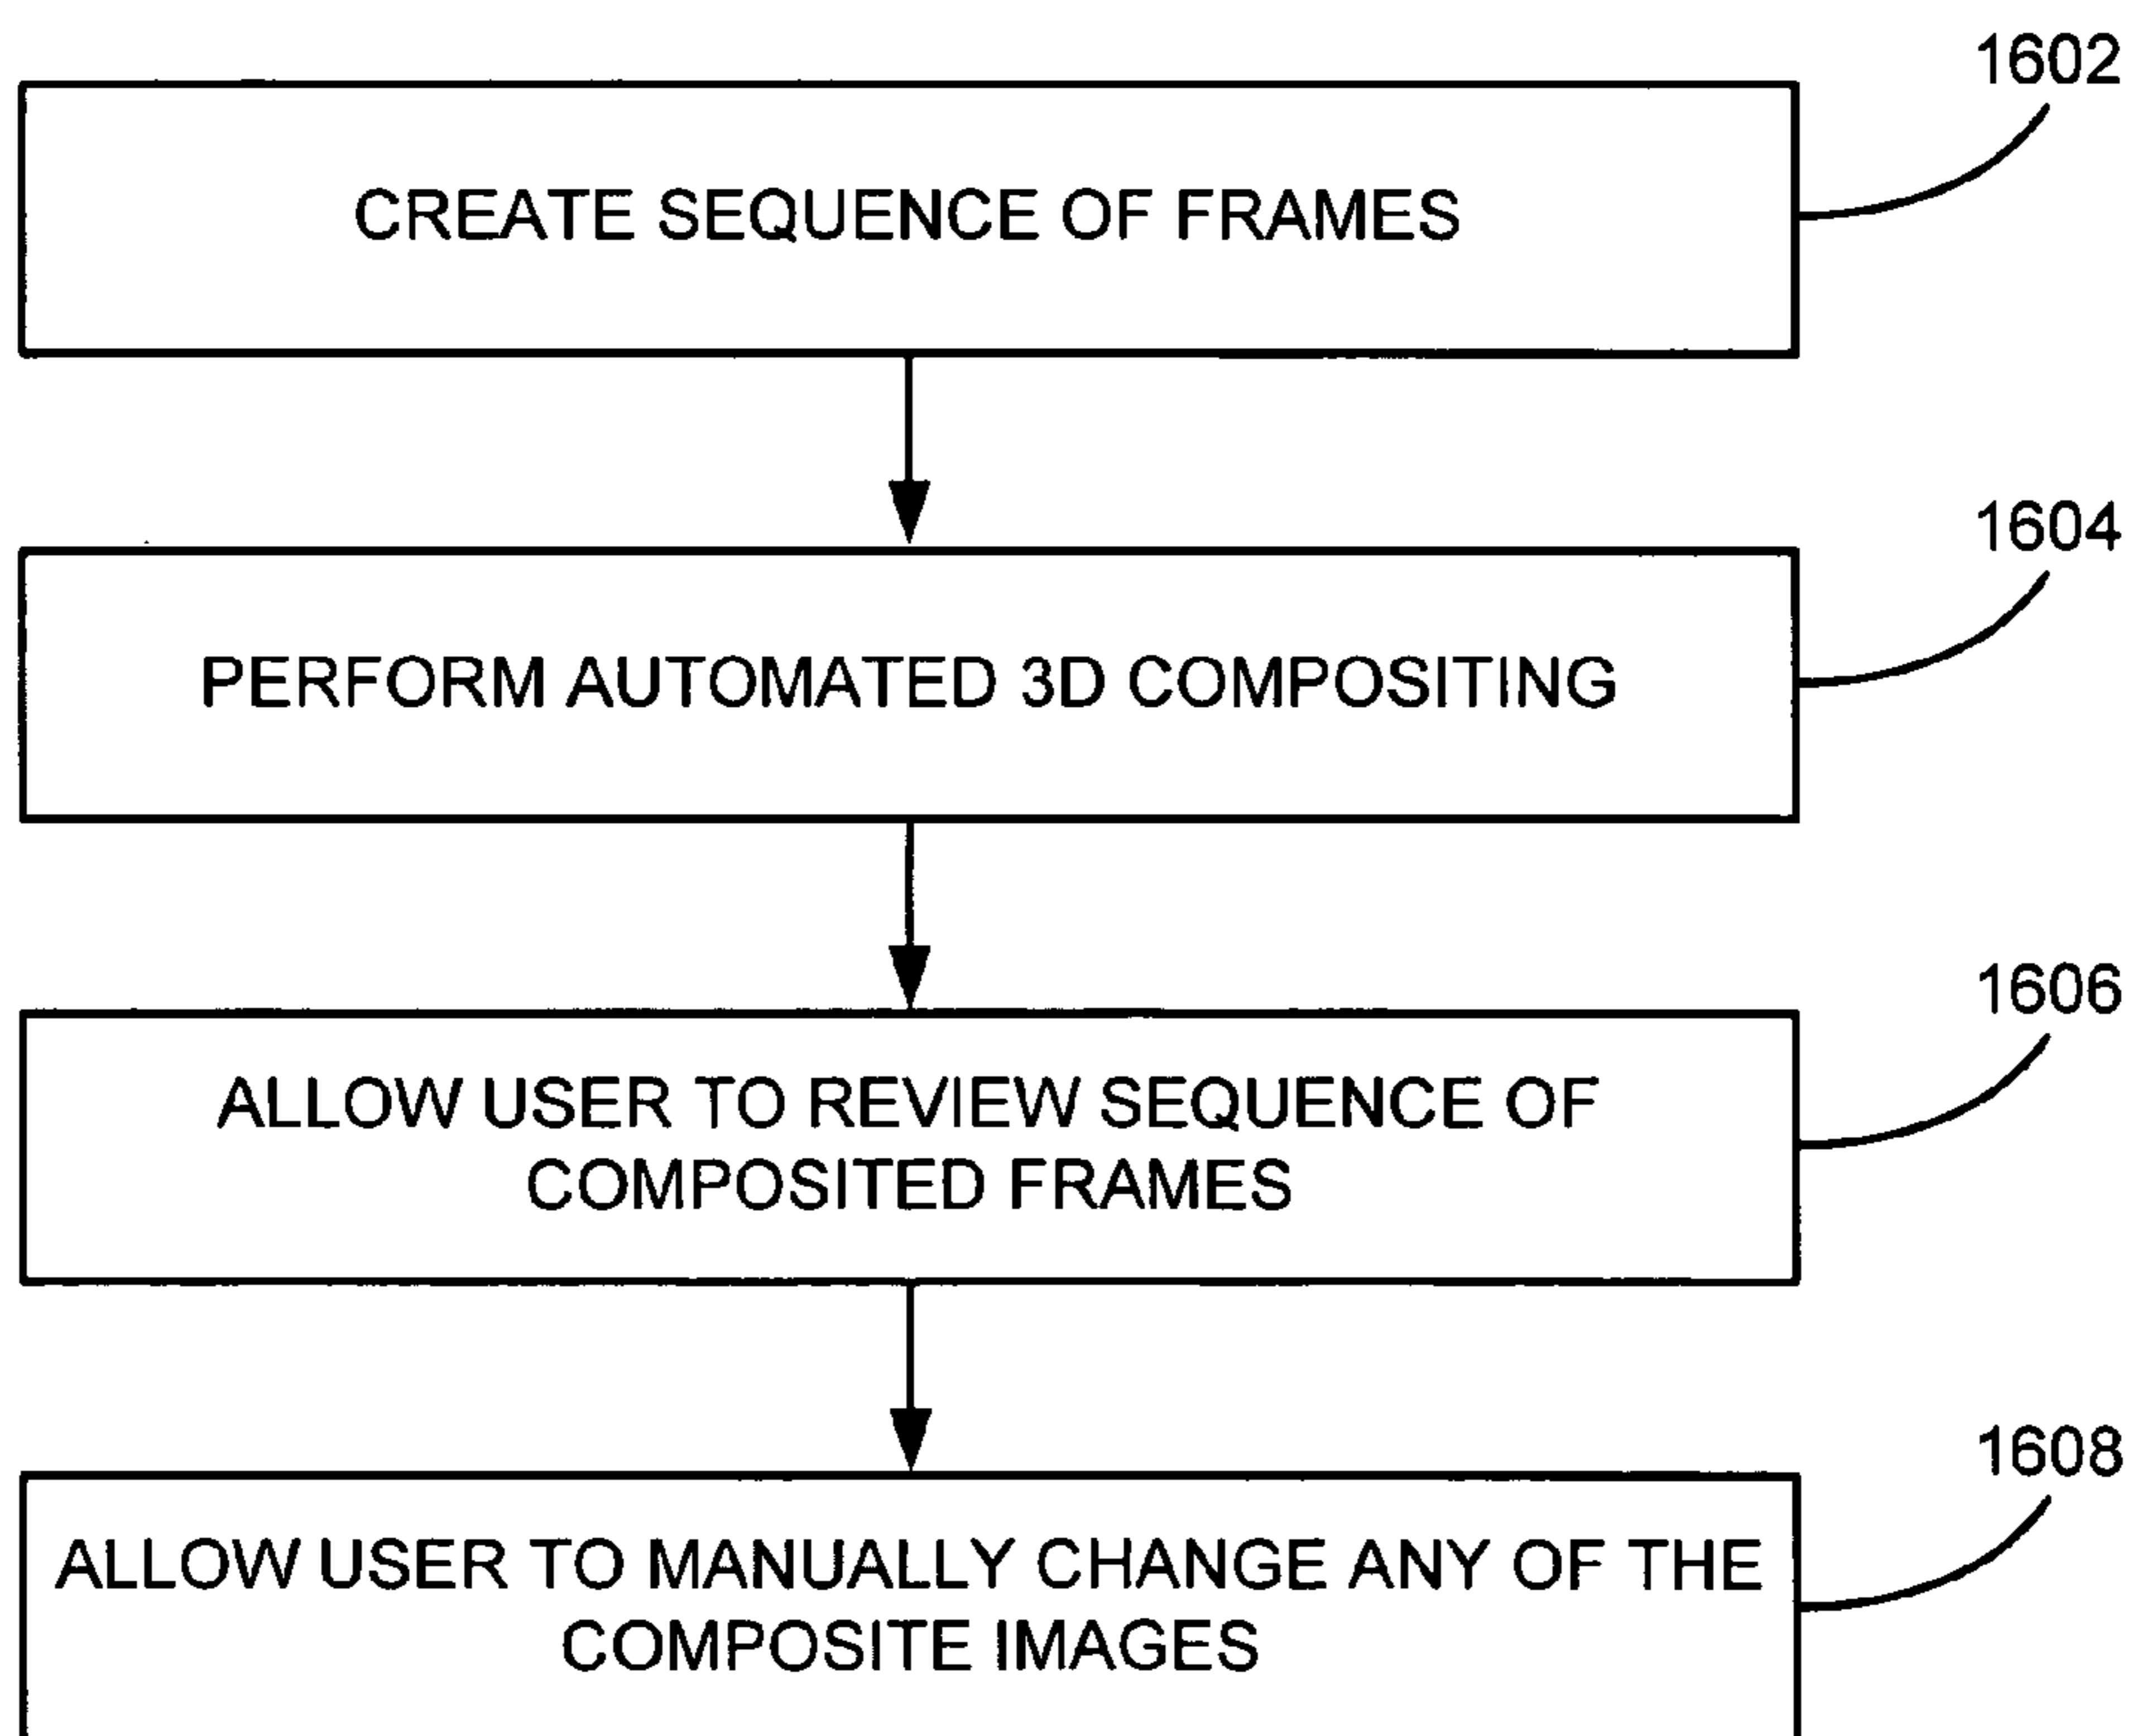 1602
CREATE SEQUENCE OF FRAMES
1604
PERFORM AUTOMATED 3D COMPOSITING
1606
ALLOW USER TO REVIEW SEQUENCE OF
COMPOSITED FRAMES
1608
ALLOW USER TO MANUALLY CHANGE ANY OF THE
COMPOSITE IMAGES